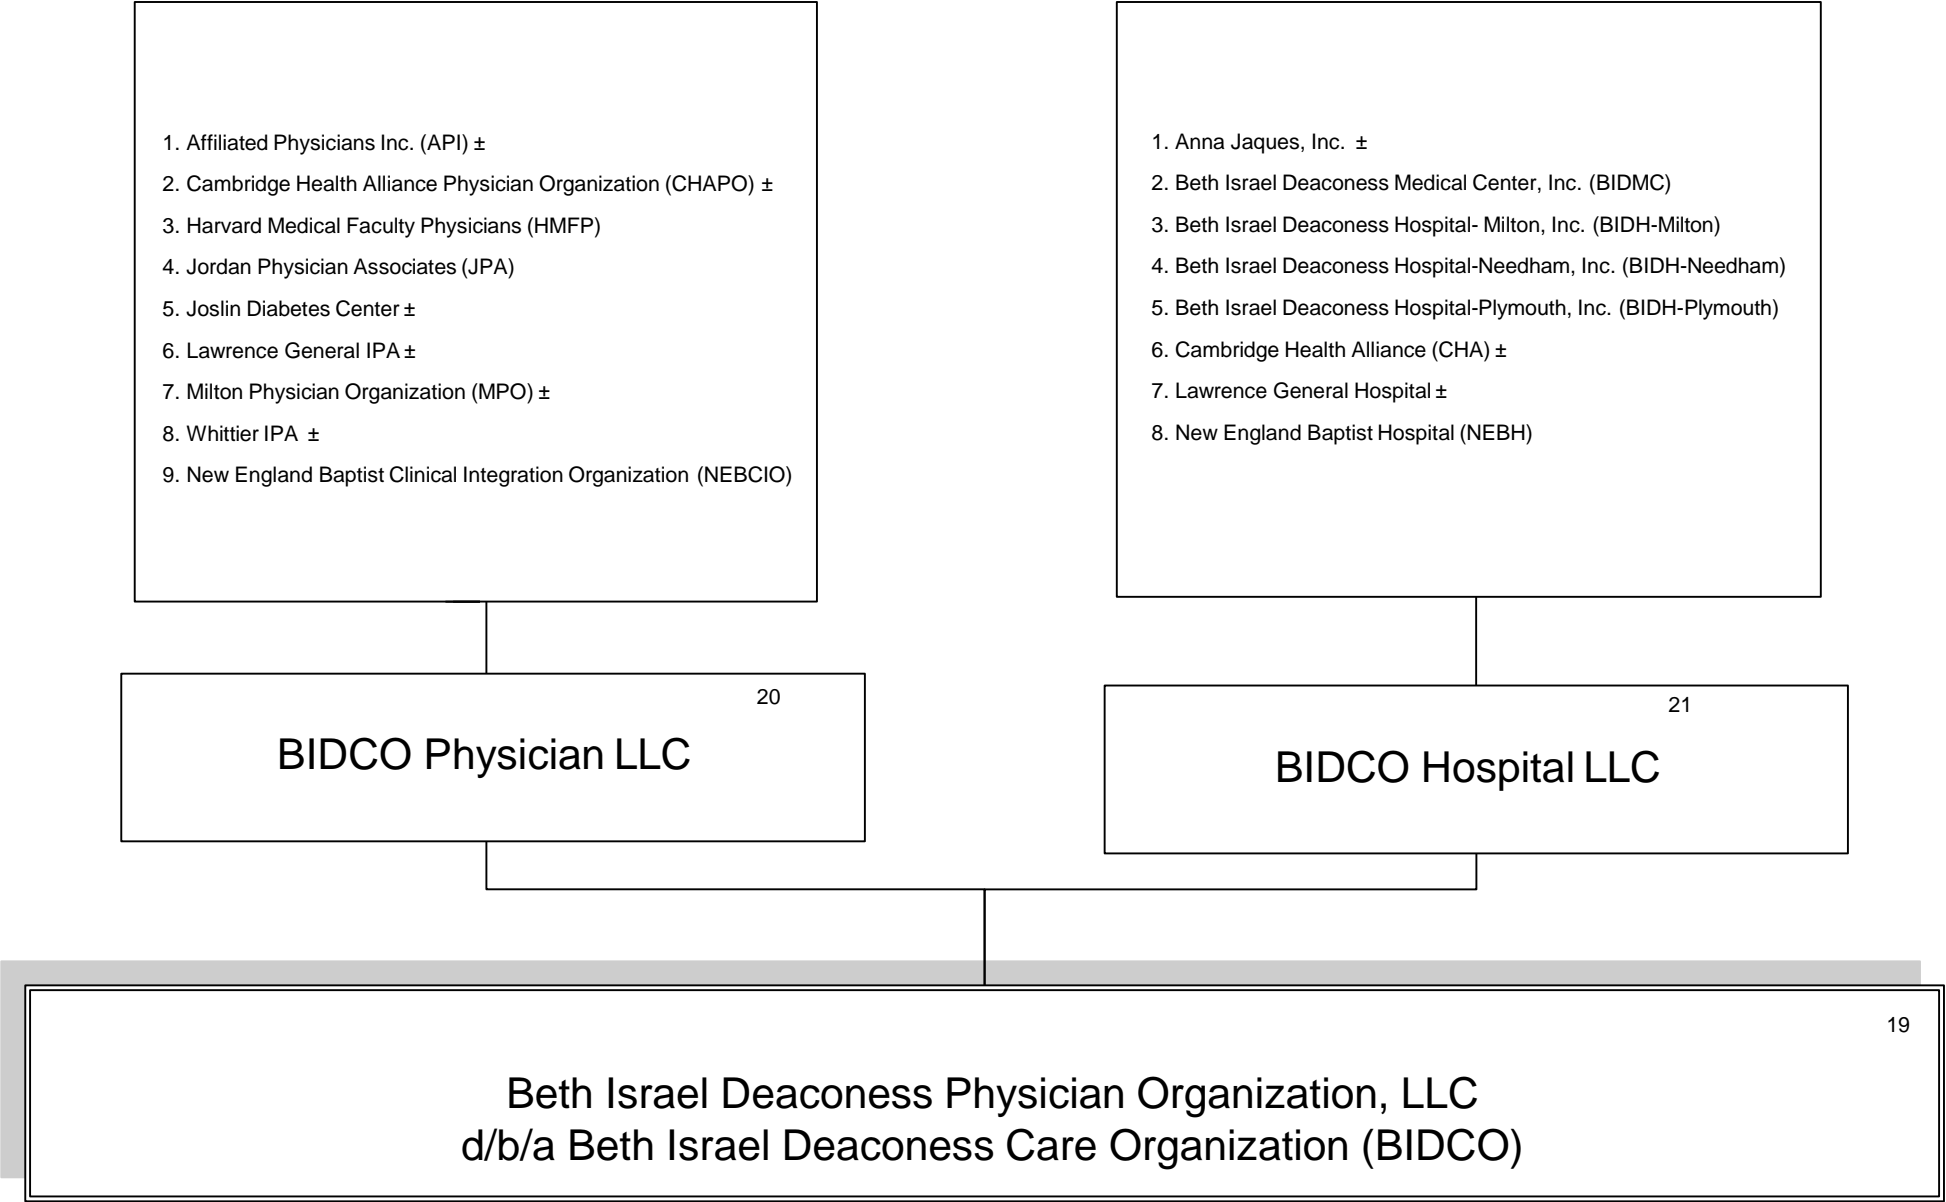 1. Affiliated Physicians Inc. (API) ±
2. Cambridge Health Alliance Physician Organization (CHAPO) ±
3. Harvard Medical Faculty Physicians (HMFP)
4. Jordan Physician Associates (JPA)
5. Joslin Diabetes Center ±
6. Lawrence General IPA ±
7. Milton Physician Organization (MPO) ±
8. Whittier IPA ±
9. New England Baptist Clinical Integration Organization (NEBCIO)
1. Anna Jaques, Inc. ±
2. Beth Israel Deaconess Medical Center, Inc. (BIDMC)
3. Beth Israel Deaconess Hospital- Milton, Inc. (BIDH-Milton)
4. Beth Israel Deaconess Hospital-Needham, Inc. (BIDH-Needham)
5. Beth Israel Deaconess Hospital-Plymouth, Inc. (BIDH-Plymouth)
6. Cambridge Health Alliance (CHA) ±
7. Lawrence General Hospital ±
8. New England Baptist Hospital (NEBH)
20
BIDCO Physician LLC
21
BIDCO Hospital LLC
19
Beth Israel Deaconess Physician Organization, LLC
d/b/a Beth Israel Deaconess Care Organization (BIDCO)